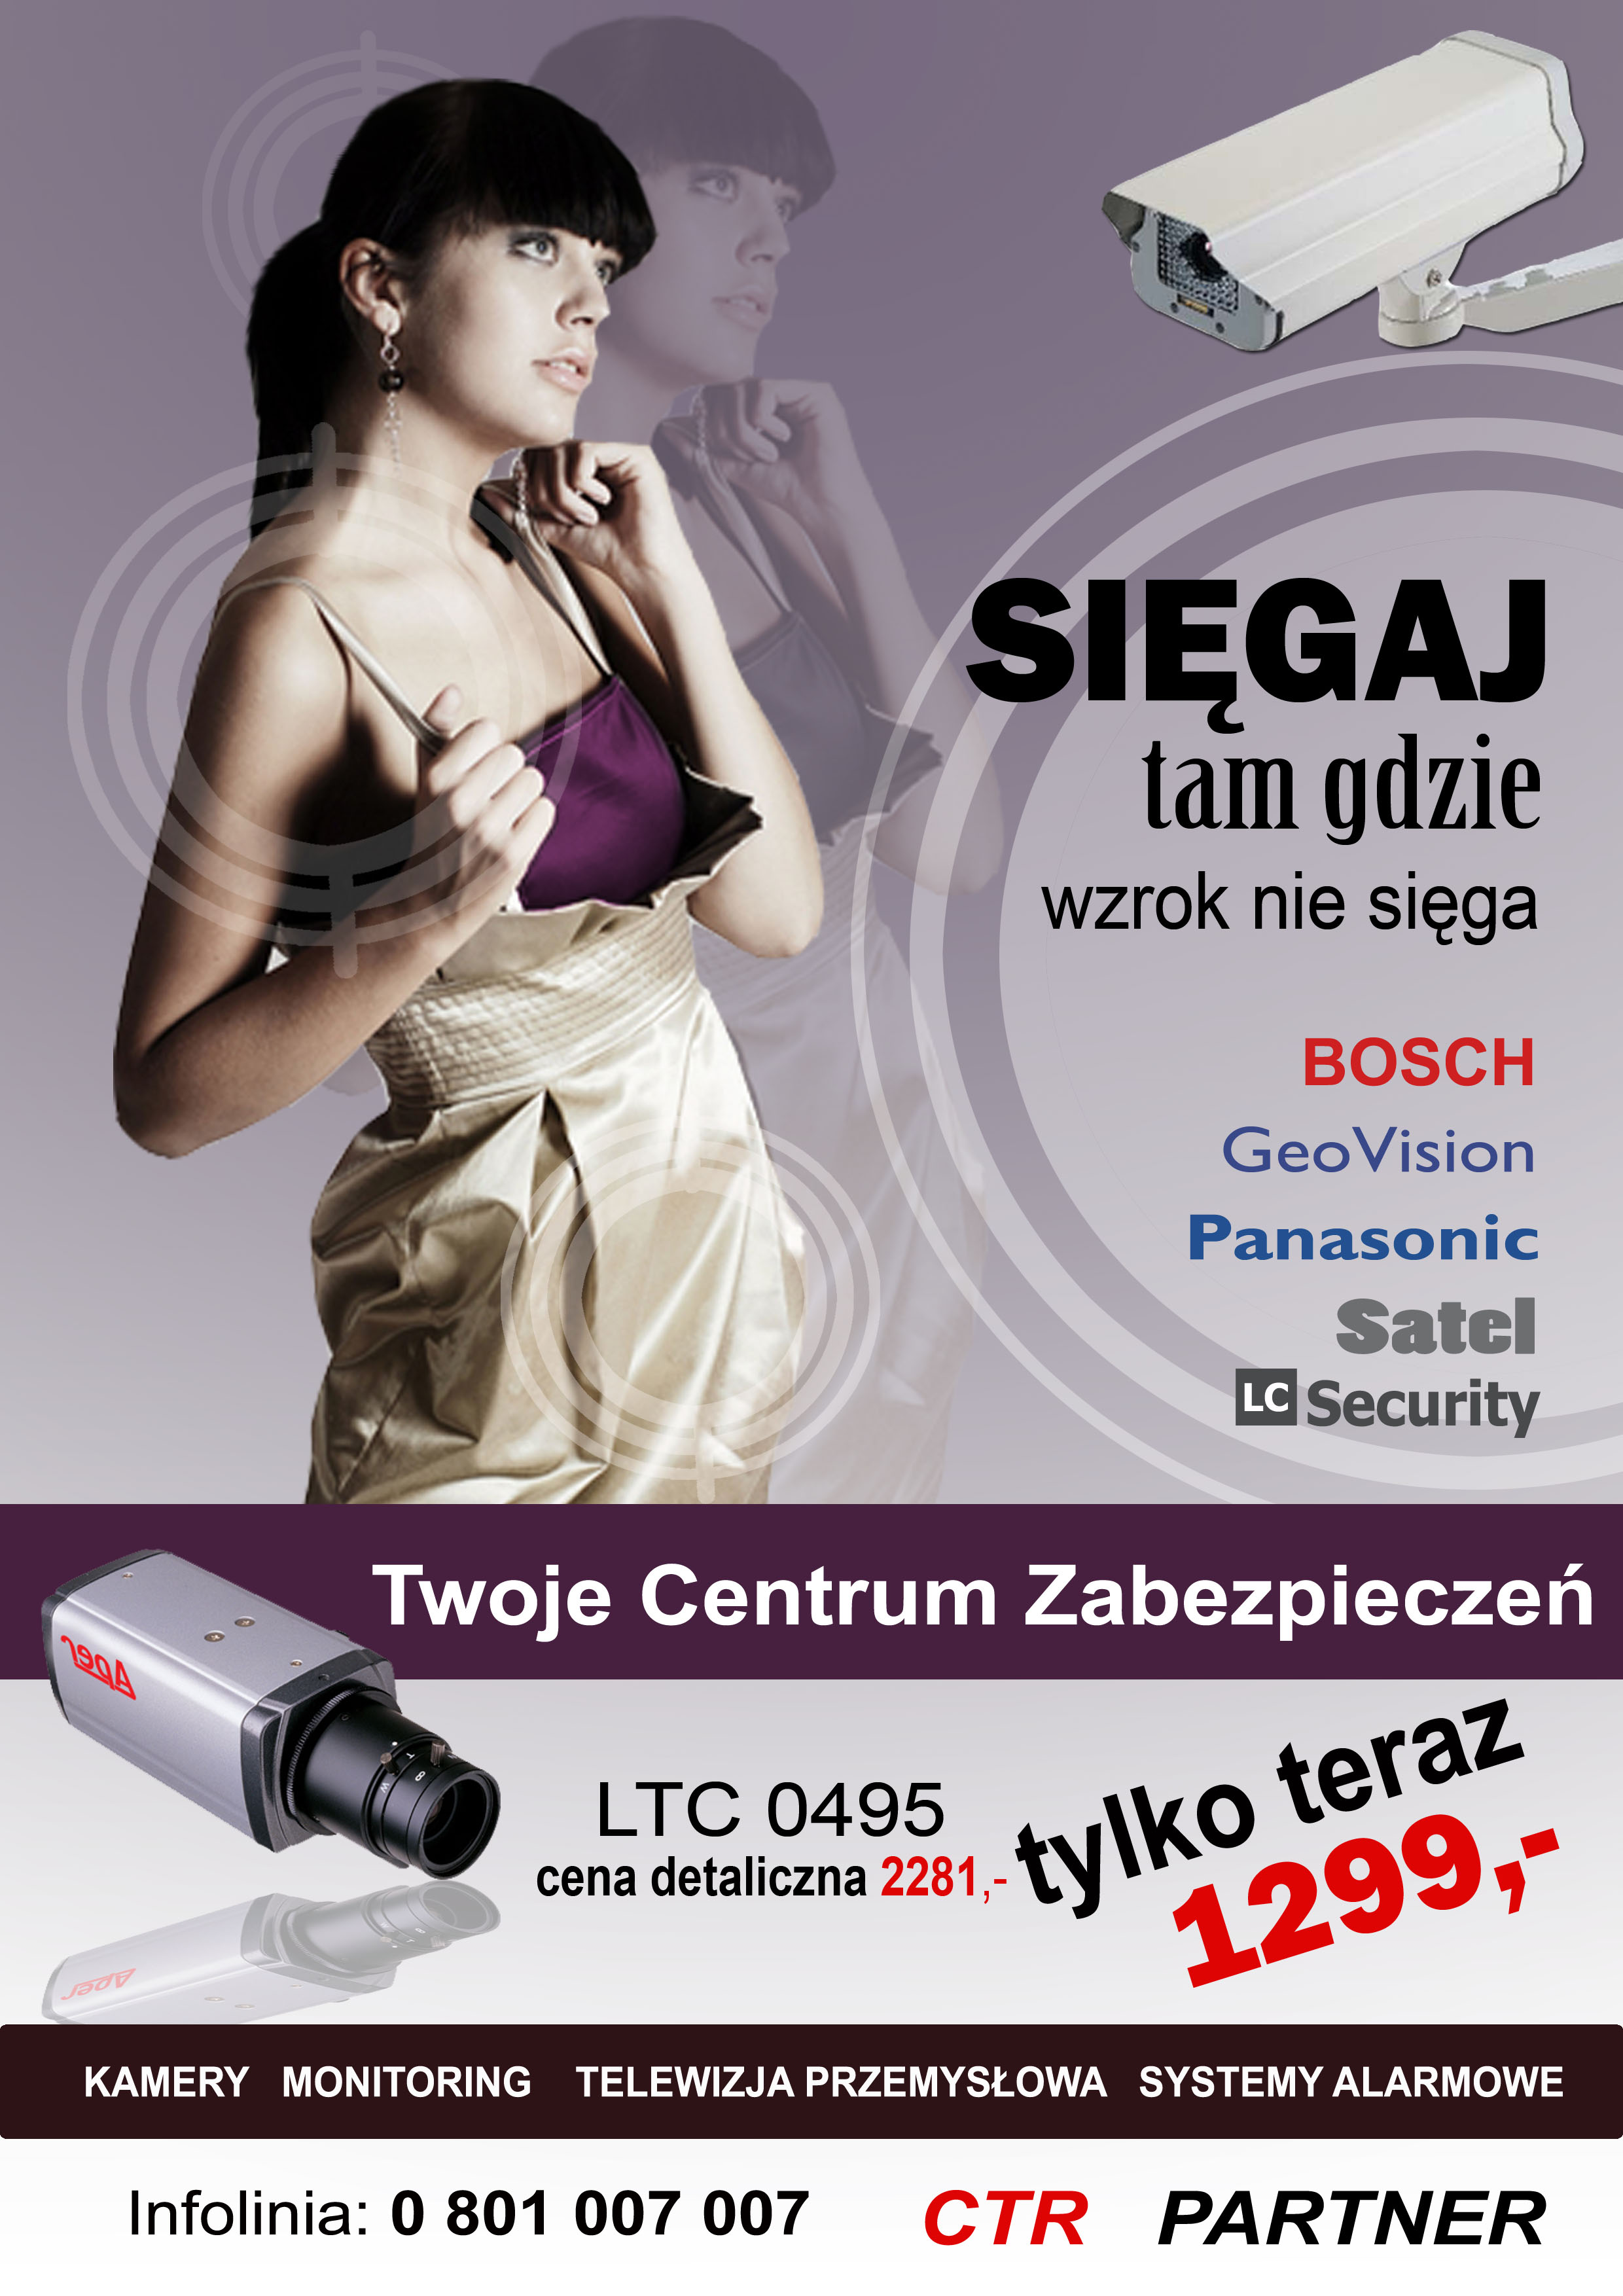 SIĘGAJ
tam gdzie
wzrok nie sięga
BOSCH
GeoVision
Panasonic
Satel
LC Security
Twoje Centrum Zabezpieczeń
Aper
LTC 0495
cena detaliczna 2281,-
tylko teraz
1299,-
KAMERY MONITORING TELEWIZJA PRZEMYSŁOWA SYSTEMY ALARMOWE
Infolinia: 0 801 007 007
CTR PARTNER